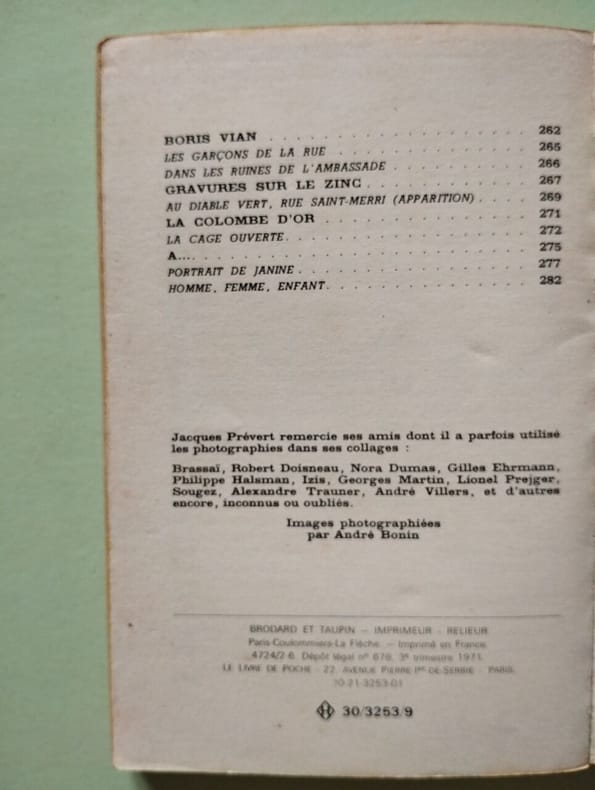 BORIS VIAN . . . . . . . . . . . . . . . . . . 262
LES GARÇONS DE LA RUE . . . . . . . . . . . . . 265
DANS LES RUINES DE L'AMBASSADE . . . . . . . . . 266
GRAVURES SUR LE ZINC . . . . . . . . . . . 267
AU DIABLE VERT, RUE SAINT-MERRI (APPARITION) . . . . 269
LA COLOMBE D'OR . . . . . . . . . . . . . . 271
LA CAGE OUVERTE . . . . . . . . . . . . . . . . 272
A... . . . . . . . . . . . . . . . . . . . . . 275
PORTRAIT DE JANINE . . . . . . . . . . . . . . . 277
HOMME, FEMME, ENFANT . . . . . . . . . . . . . . 282
Jacques Prévert remercie ses amis dont il a parfois utilisé
les photographies dans ses collages :
Brassaï, Robert Doisneau, Nora Dumas, Gilles Ehrmann,
Philippe Halsman, Izis, Georges Martin, Lionel Prejger,
Sougez, Alexandre Trauner, André Villers, et d'autres
encore, inconnus ou oubliés.
Images photographiées
par André Bonin
BRODARD ET TAUPIN — IMPRIMEUR - RELIEUR
Paris-Coulommiers-La Flèche. — Imprimé en France.
4724/2-6. Dépôt légal nº 678, 3e trimestre 1971.
LE LIVRE DE POCHE - 22, AVENUE PIERRE Ier-DE-SERBIE - PARIS.
30-21-3253-01
H 30/3253/9